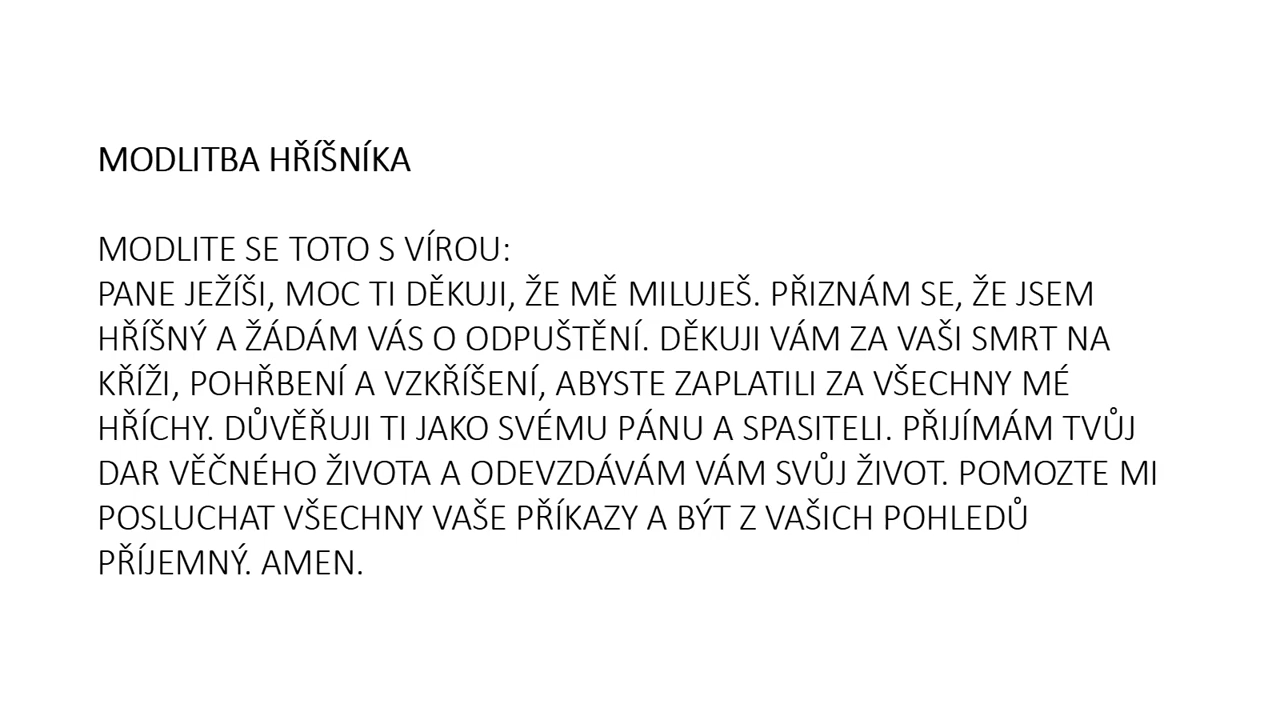 MODLITBA HŘÍŠNÍKA
MODLITE SE TOTO S VÍROU:
PANE JEŽÍŠI, MOC TI DĚKUJI, ŽE MĚ MILUJEŠ. PŘIZNÁM SE, ŽE JSEM
HŘÍŠNÝ A ŽÁDÁM VÁS O ODPUŠTĚNÍ. DĚKUJI VÁM ZA VAŠI SMRT NA
KŘÍŽI, POHŘBENÍ A VZKŘÍŠENÍ, ABYSTE ZAPLATILI ZA VŠECHNY MÉ
HŘÍCHY. DŮVĚŘUJI TI JAKO SVÉMU PÁNU A SPASITELI. PŘIJÍMÁM TVŮJ
DAR VĚČNÉHO ŽIVOTA A ODEVZDÁVÁM VÁM SVŮJ ŽIVOT. POMOZTE MI
POSLUCHAT VŠECHNY VAŠE PŘÍKAZY A BÝT Z VAŠICH POHLEDŮ
PŘÍJEMNÝ. AMEN.